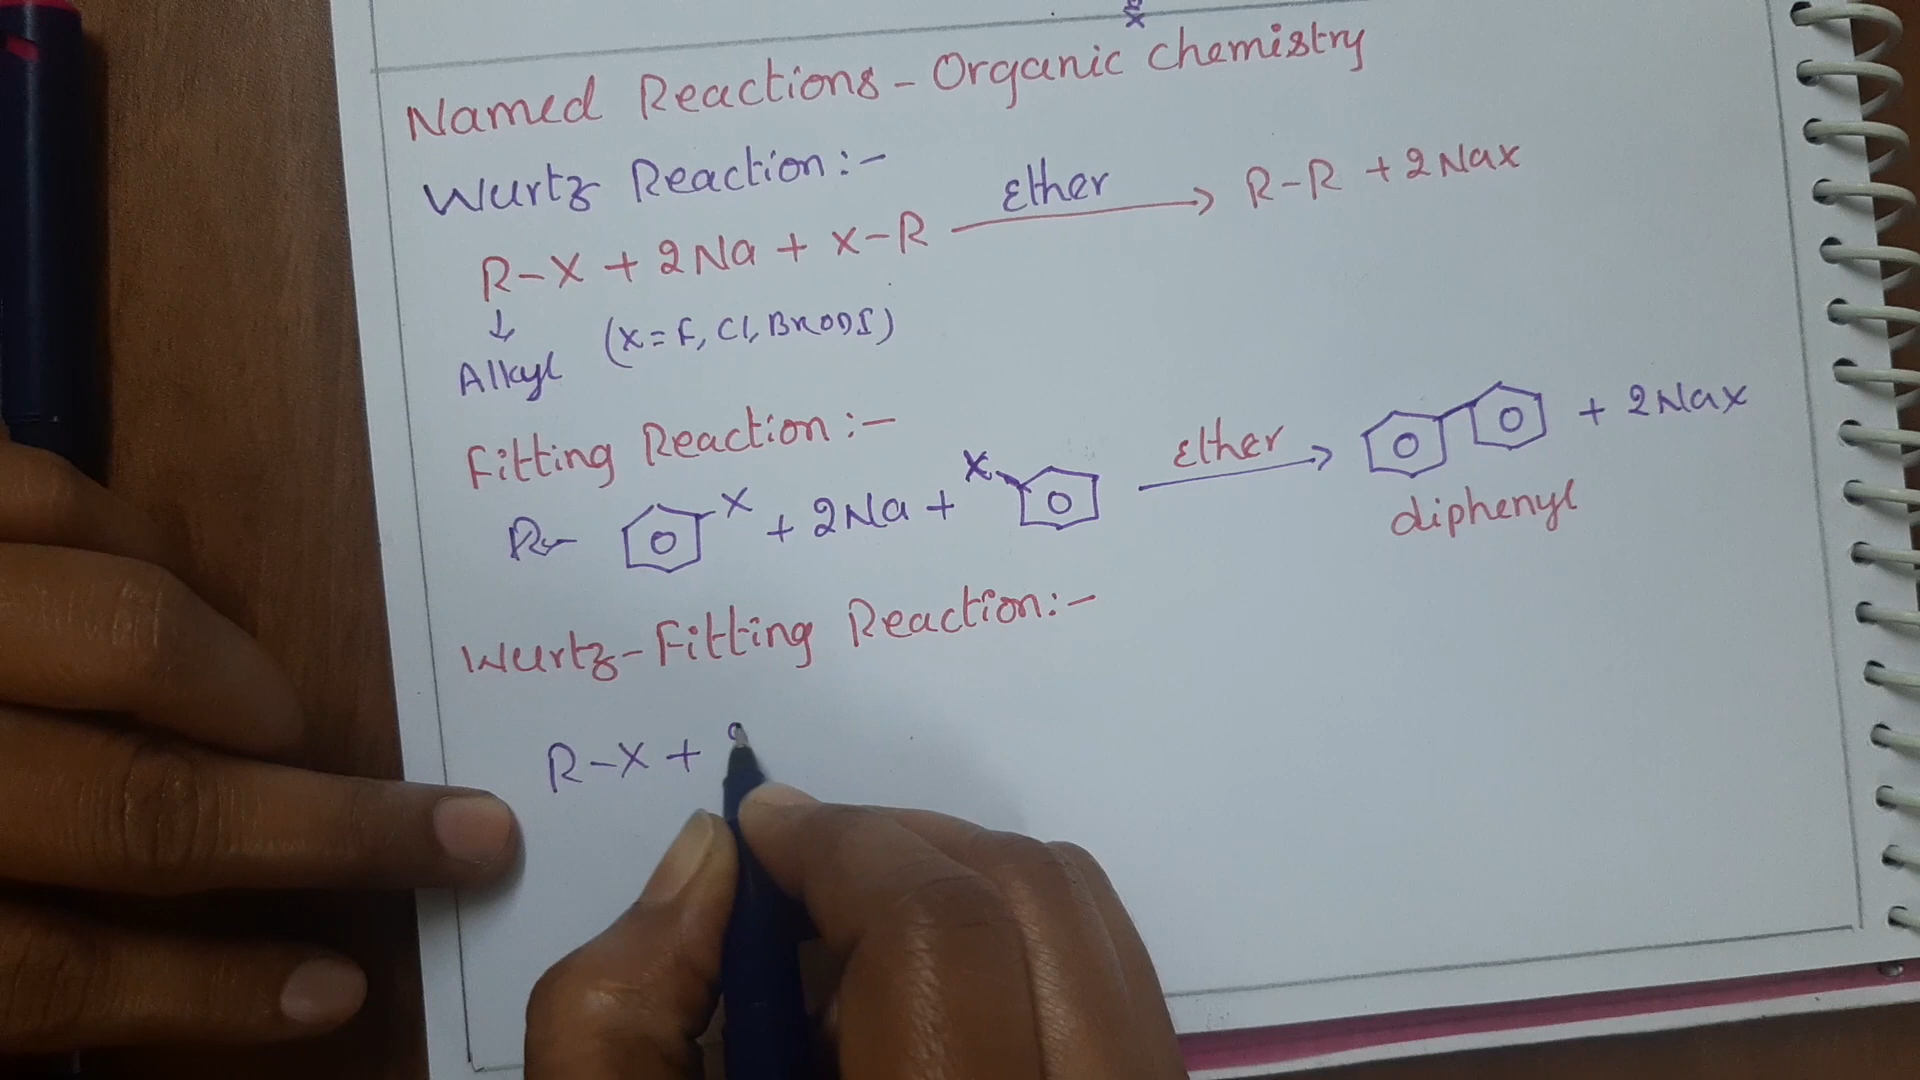 Named Reactions - Organic chemistry
Wurtz Reaction :-
R-X + 2Na + X-R Ether → R-R + 2Nax
↓
Alkyl (X = F, Cl, Br or I)
Fitting Reaction :-
X + 2Na + X Ether → + 2Nax
diphenyl
Wurtz-Fitting Reaction :-
R-X +